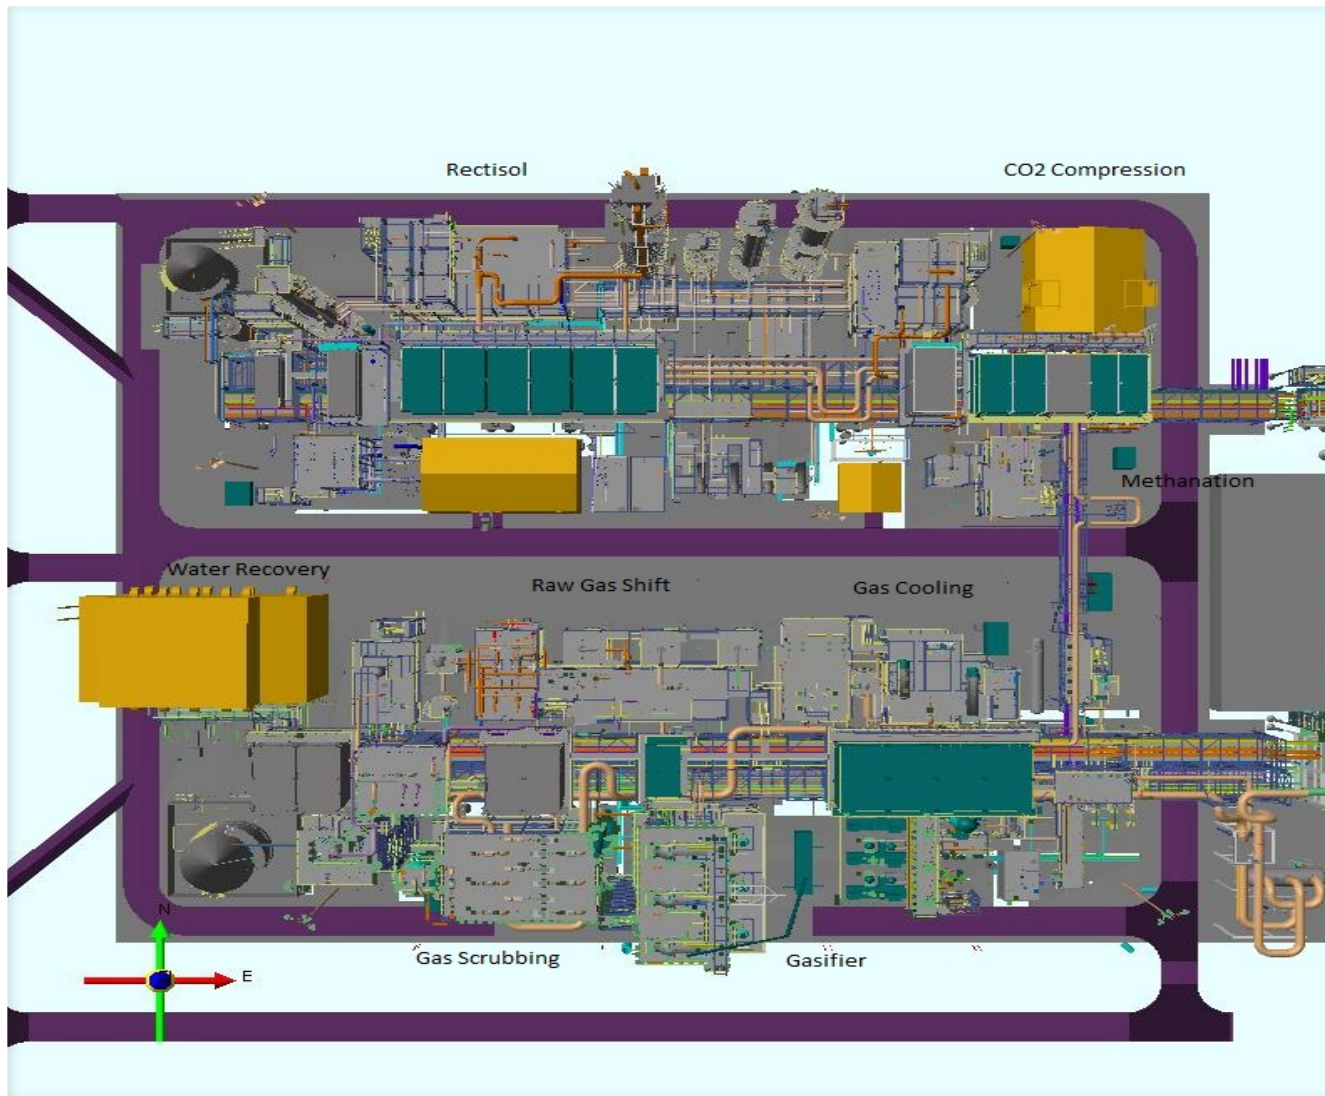 Rectisol
CO2 Compression
Methanation
Water Recovery
Raw Gas Shift
Gas Cooling
N
E
Gas Scrubbing
Gasifier